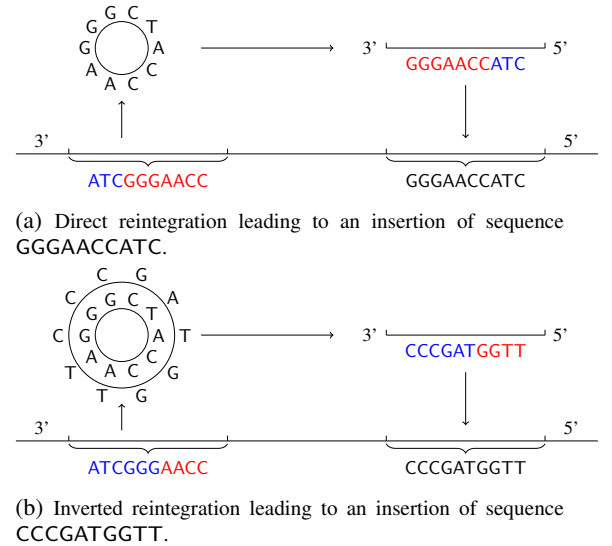 G C
G T
G A
A C
A C
3’ 5’
GGGAACCATC
3’ 5’
ATCGGGAACC GGGAACCATC
(a) Direct reintegration leading to an insertion of sequence
GGGAACCATC.
C G
C G C A
G T
C G A T
A C
T A C G
T G
3’ 5’
CCCGATGGTT
3’ 5’
ATCGGGAACC CCCGATGGTT
(b) Inverted reintegration leading to an insertion of sequence
CCCGATGGTT.